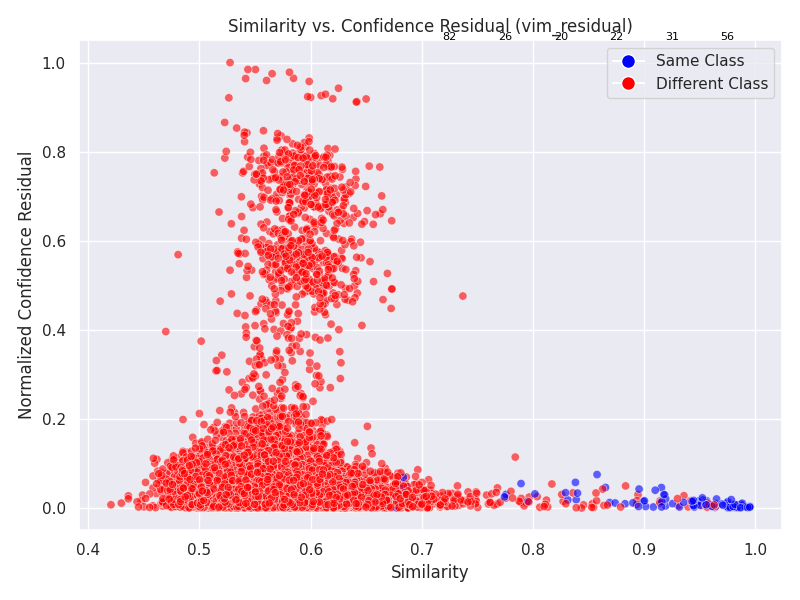 Similarity vs. Confidence Residual (vim_residual)
82 26 20 22 31 56
Same Class
Different Class
Normalized Confidence Residual
1.0
0.8
0.6
0.4
0.2
0.0
0.4 0.5 0.6 0.7 0.8 0.9 1.0
Similarity